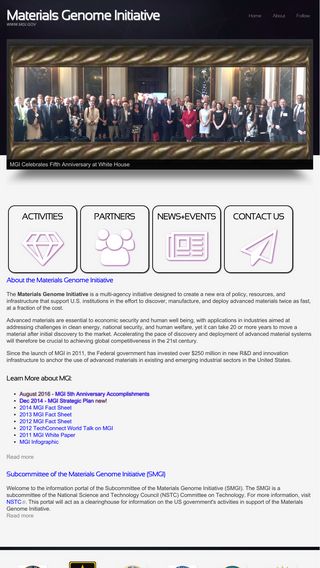 Materials Genome Initiative
WWW.MGI.GOV
Home About Follow
MGI Celebrates Fifth Anniversary at White House
ACTIVITIES PARTNERS NEWS+EVENTS CONTACT US
About the Materials Genome Initiative
The Materials Genome Initiative is a multi-agency initiative designed to create a new era of policy, resources, and
infrastructure that support U.S. institutions in the effort to discover, manufacture, and deploy advanced materials twice as fast,
at a fraction of the cost.
Advanced materials are essential to economic security and human well being, with applications in industries aimed at
addressing challenges in clean energy, national security, and human welfare, yet it can take 20 or more years to move a
material after initial discovery to the market. Accelerating the pace of discovery and deployment of advanced material systems
will therefore be crucial to achieving global competitiveness in the 21st century.
Since the launch of MGI in 2011, the Federal government has invested over $250 million in new R&D and innovation
infrastructure to anchor the use of advanced materials in existing and emerging industrial sectors in the United States.
Learn More about MGI:
August 2016 - MGI 5th Anniversary Accomplishments
Dec 2014 - MGI Strategic Plan new!
2014 MGI Fact Sheet
2013 MGI Fact Sheet
2012 MGI Fact Sheet
2012 TechConnect World Talk on MGI
2011 MGI White Paper
MGI Infographic
Read more
Subcommittee of the Materials Genome Initiative (SMGI)
Welcome to the information portal of the Subcommittee of the Materials Genome Initiative (SMGI). The SMGI is a
subcommittee of the National Science and Technology Council (NSTC) Committee on Technology. For more information, visit
NSTC. This portal will act as a clearinghouse for information on the US government's activities in support of the Materials
Genome Initiative.
Read more